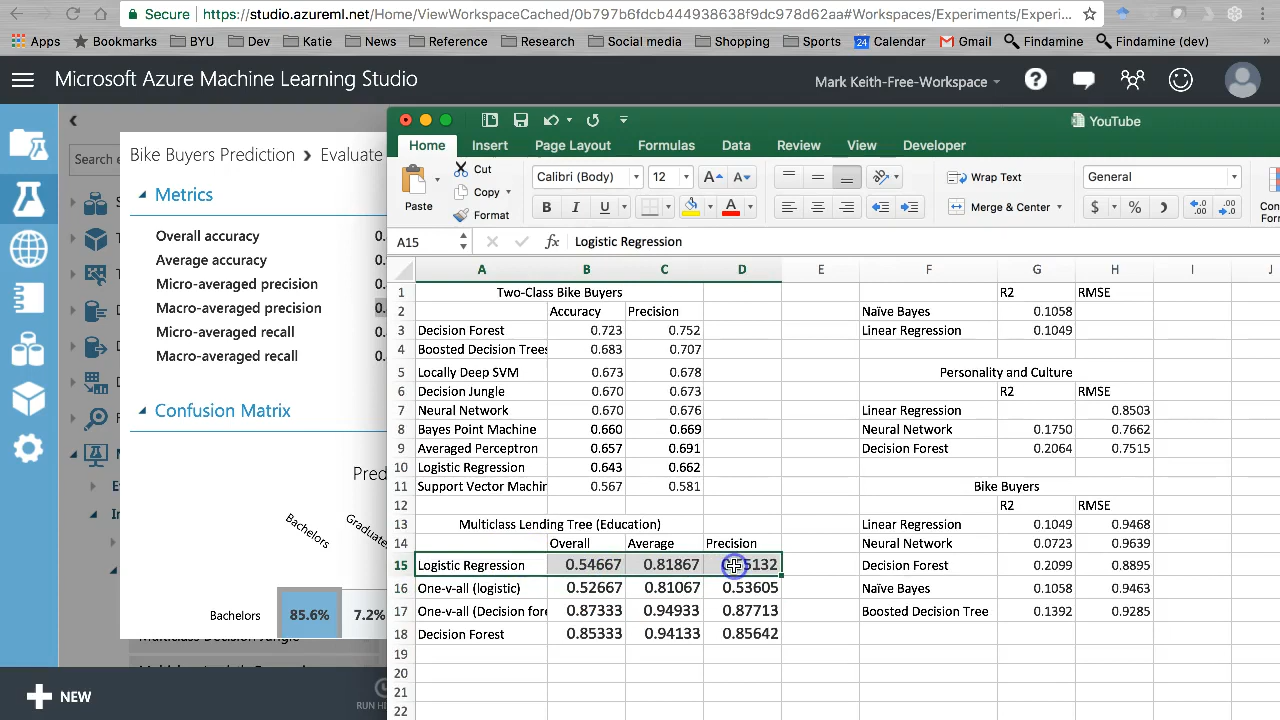 Secure https://studio.azureml.net/Home/ViewWorkspaceCached/0b797b6fdcb444938638f9dc978d62aa#Workspaces/Experiments/Experi...
Apps Bookmarks BYU Dev Katie News Reference Research Social media Shopping Sports 24 Calendar Gmail Findamine Findamine (dev) »
Microsoft Azure Machine Learning Studio
Mark Keith-Free-Workspace
?
YouTube
Home Insert Page Layout Formulas Data Review View Developer
Search e
Bike Buyers Prediction › Evaluate
Metrics
Overall accuracy 0.
Average accuracy 0.
Micro-averaged precision 0.
Macro-averaged precision 0.
Micro-averaged recall 0.
Macro-averaged recall 0.
Confusion Matrix
Pred
Bachelors
Graduate
Bachelors 85.6% 7.2%
NEW
Paste
Cut
Copy
Format
Calibri (Body) 12 A A
B I U A
Wrap Text
Merge & Center
General
$ % )
A15 fx Logistic Regression
A B C D E F G H I J
1 Two-Class Bike Buyers R2 RMSE
2 Accuracy Precision Naïve Bayes 0.1058
3 Decision Forest 0.723 0.752 Linear Regression 0.1049
4 Boosted Decision Trees 0.683 0.707
5 Locally Deep SVM 0.673 0.678 Personality and Culture
6 Decision Jungle 0.670 0.673 R2 RMSE
7 Neural Network 0.670 0.676 Linear Regression 0.8503
8 Bayes Point Machine 0.660 0.669 Neural Network 0.1750 0.7662
9 Averaged Perceptron 0.657 0.691 Decision Forest 0.2064 0.7515
10 Logistic Regression 0.643 0.662
11 Support Vector Machin 0.567 0.581 Bike Buyers
12 R2 RMSE
13 Multiclass Lending Tree (Education) Linear Regression 0.1049 0.9468
14 Overall Average Precision Neural Network 0.0723 0.9639
15 Logistic Regression 0.54667 0.81867 5132 Decision Forest 0.2099 0.8895
16 One-v-all (logistic) 0.52667 0.81067 0.53605 Naïve Bayes 0.1058 0.9463
17 One-v-all (Decision fore 0.87333 0.94933 0.87713 Boosted Decision Tree 0.1392 0.9285
18 Decision Forest 0.85333 0.94133 0.85642
19
20
21
22